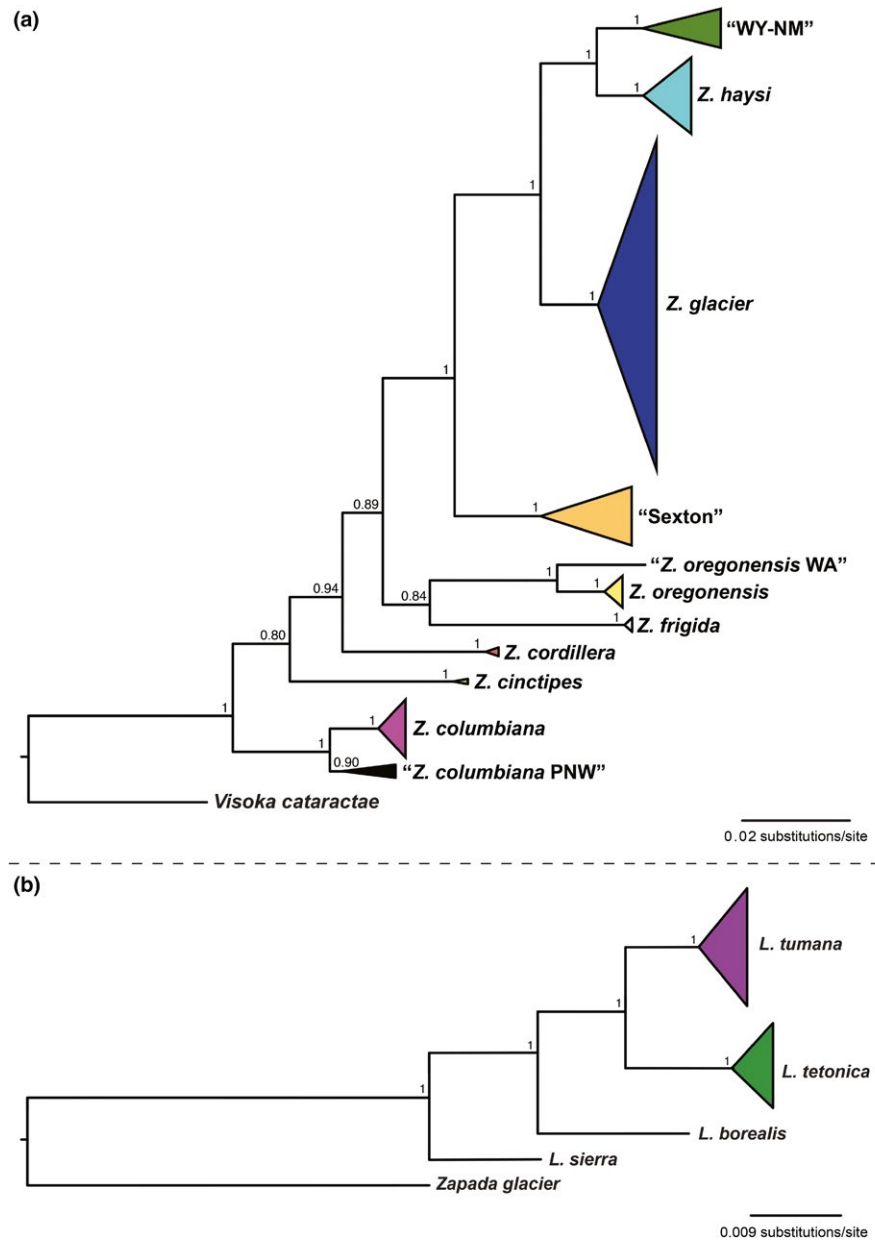 (a)
1
"WY-NM"
1
1
Z. haysi
1
1
Z. glacier
1
1
"Sexton"
0.89
"Z. oregonensis WA"
1
1
Z. oregonensis
0.94
0.84
1
Z. frigida
0.80
1
Z. cordillera
1
Z. cinctipes
1
1
Z. columbiana
1
0.90
"Z. columbiana PNW"
Visoka cataractae
0.02 substitutions/site
(b)
1
L. tumana
1
1
1
L. tetonica
1
L. borealis
L. sierra
Zapada glacier
0.009 substitutions/site